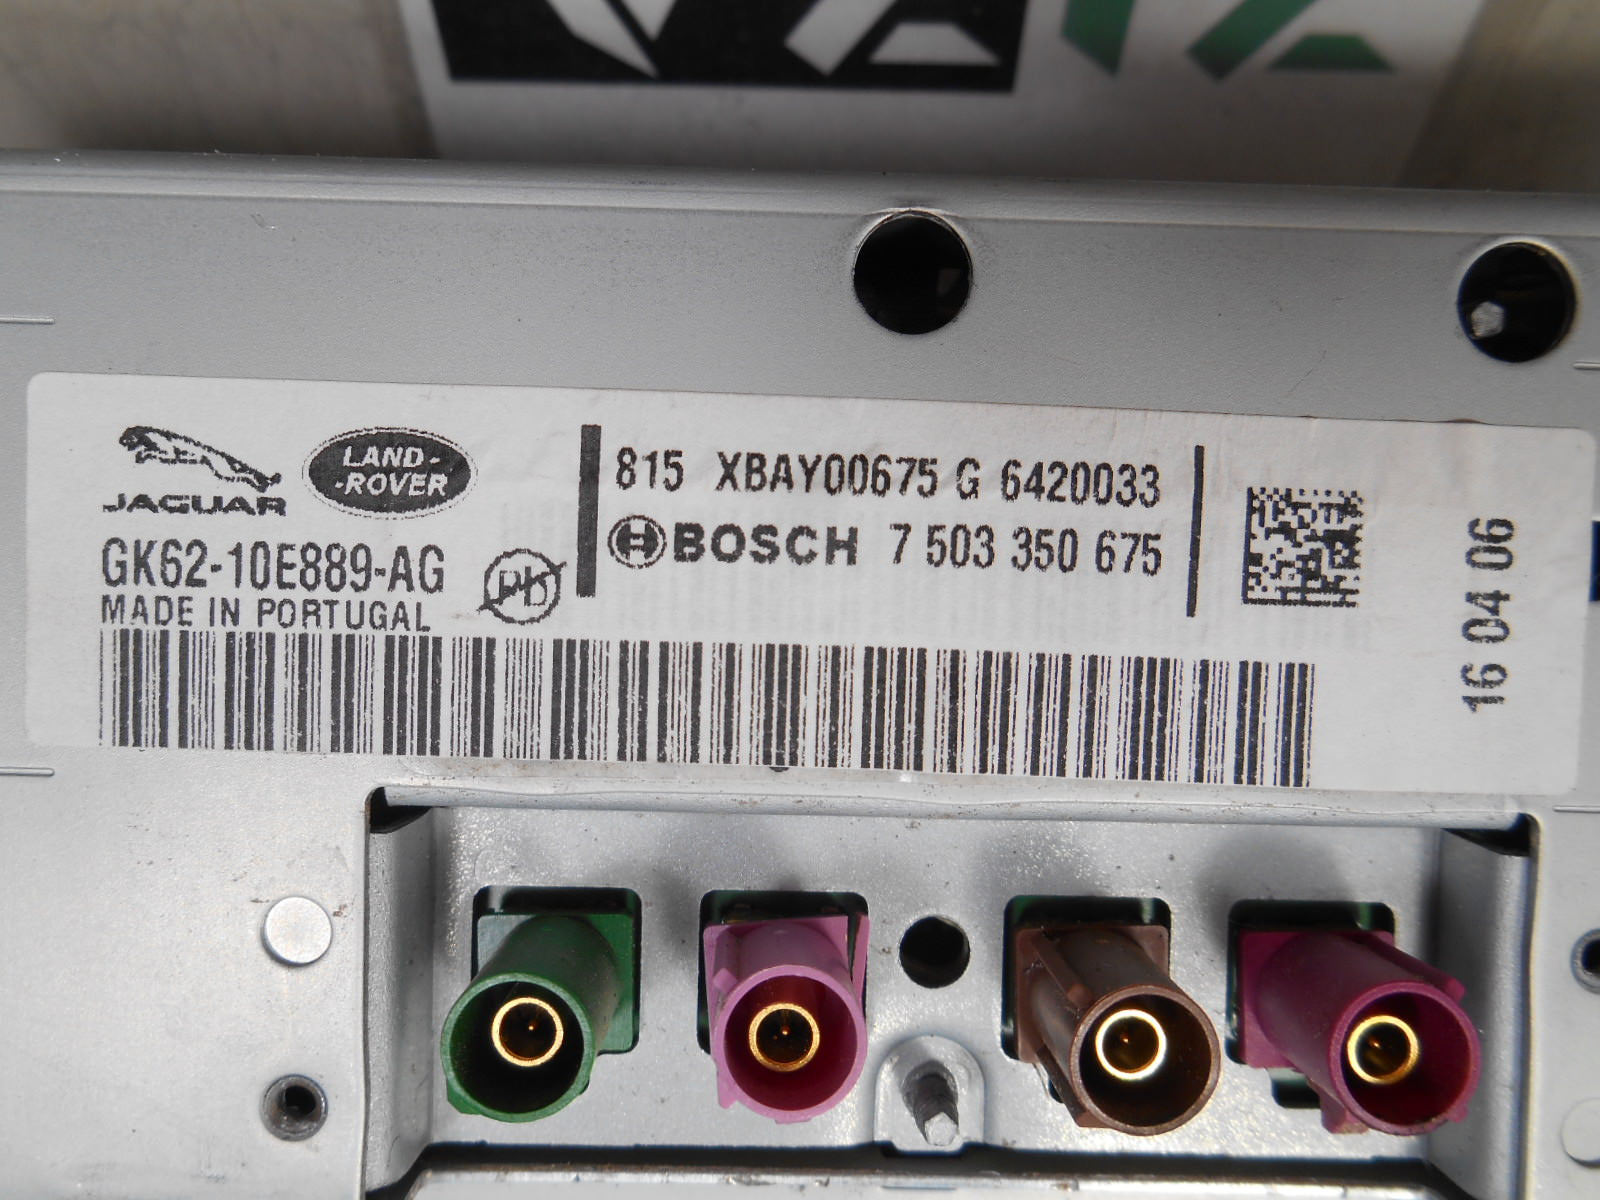 JAGUAR
LAND-
-ROVER
GK62-10E889-AG
MADE IN PORTUGAL
Pb
815 XBAY00675 G 6420033
BOSCH 7 503 350 675
16 04 06